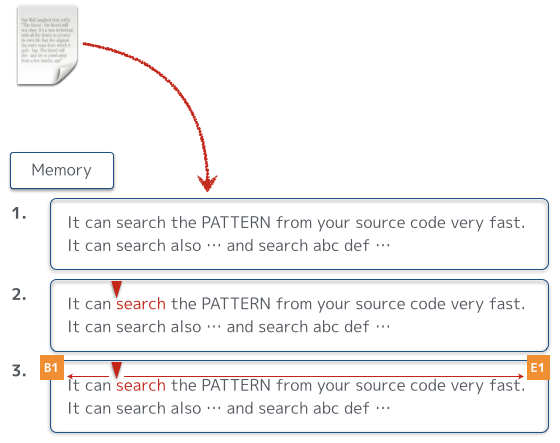 Memory
1.
It can search the PATTERN from your source code very fast.
It can search also ··· and search abc def ···
2.
It can search the PATTERN from your source code very fast.
It can search also ··· and search abc def ···
3.
B1
E1
It can search the PATTERN from your source code very fast.
It can search also ··· and search abc def ···